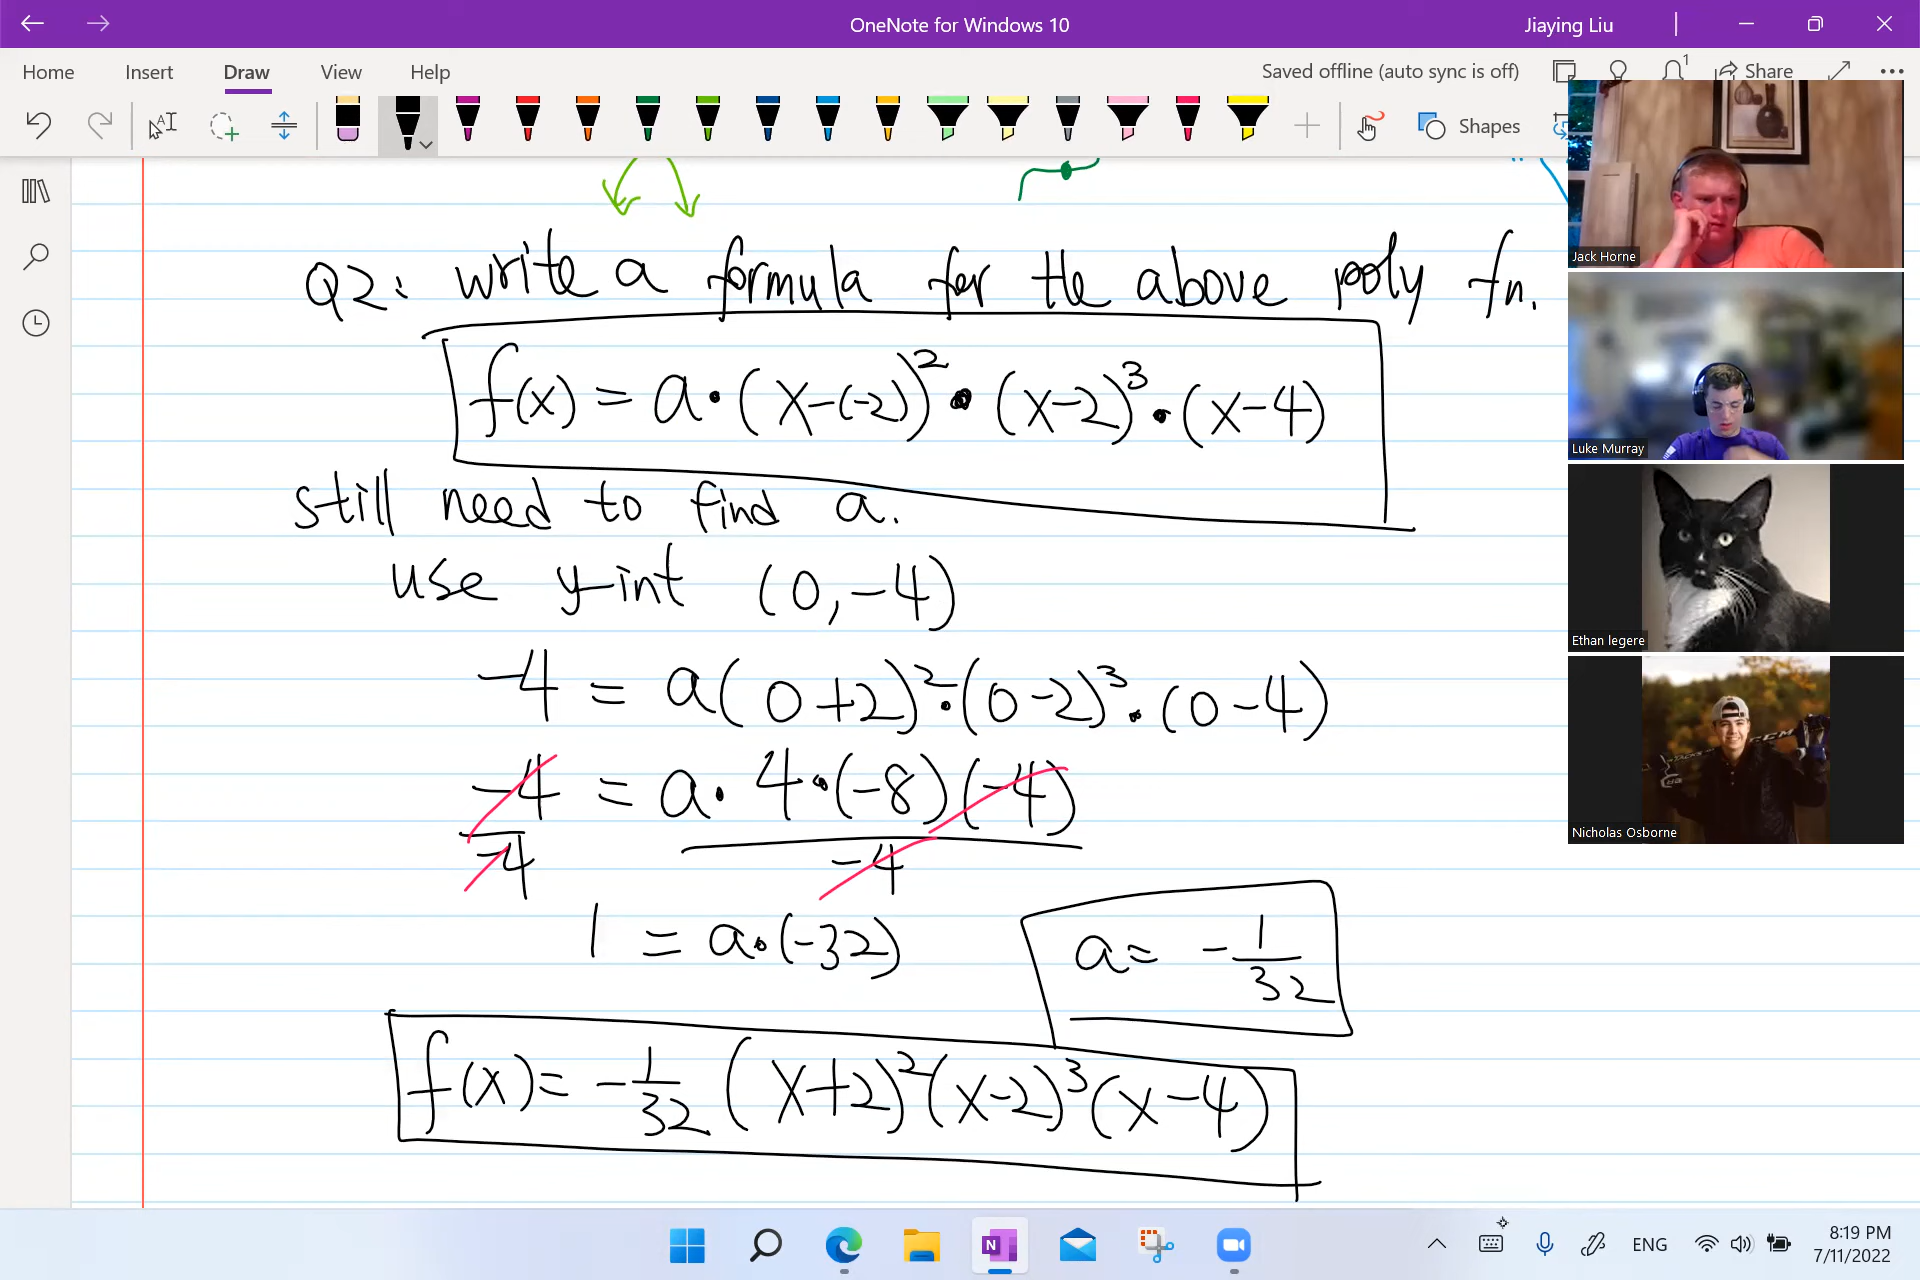 OneNote for Windows 10
Jiaying Liu
Home Insert Draw View Help
Saved offline (auto sync is off)
1
Share
Shapes
Q2: write a formula for the above poly fn.
f(x) = a·(x-(-2))²·(x-2)³·(x-4)
still need to find a.
use y-int (0,-4)
-4 = a(0+2)²·(0-2)³·(0-4)
-4 = a·4·(-8)(-4)
-4 -4
1 = a·(-32)
a= -1/32
f(x)= -1/32 (x+2)²(x-2)³(x-4)
Jack Horne
Luke Murray
Ethan legere
CCM
Nicholas Osborne
N
ENG
8:19 PM
7/11/2022